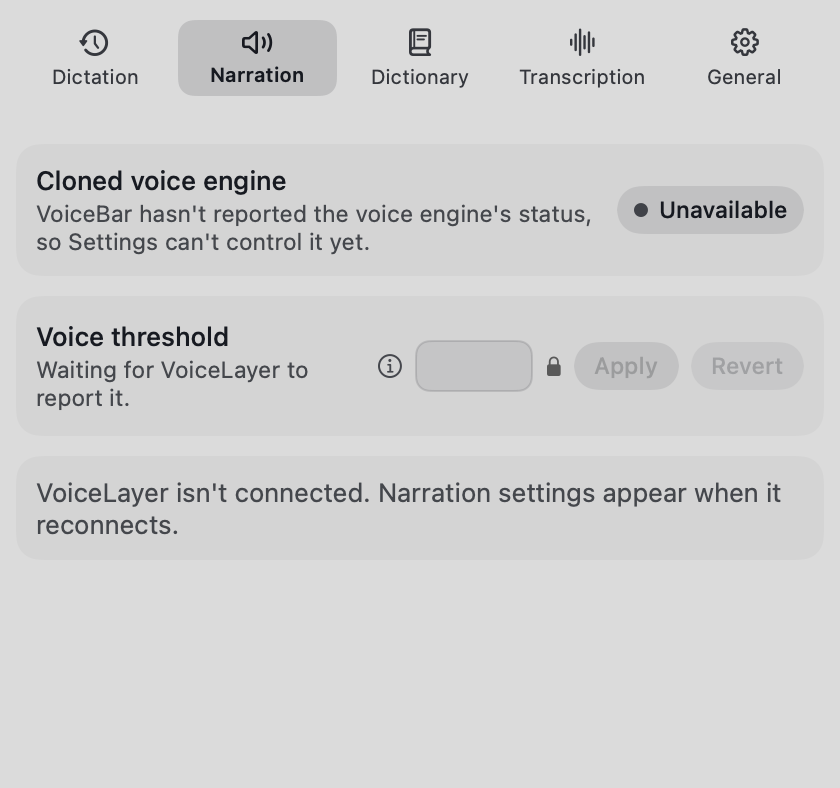 Dictation
Narration
Dictionary
Transcription
General
Cloned voice engine
VoiceBar hasn't reported the voice engine's status,
so Settings can't control it yet.
Unavailable
Voice threshold
Waiting for VoiceLayer to
report it.
Apply
Revert
VoiceLayer isn't connected. Narration settings appear when it
reconnects.